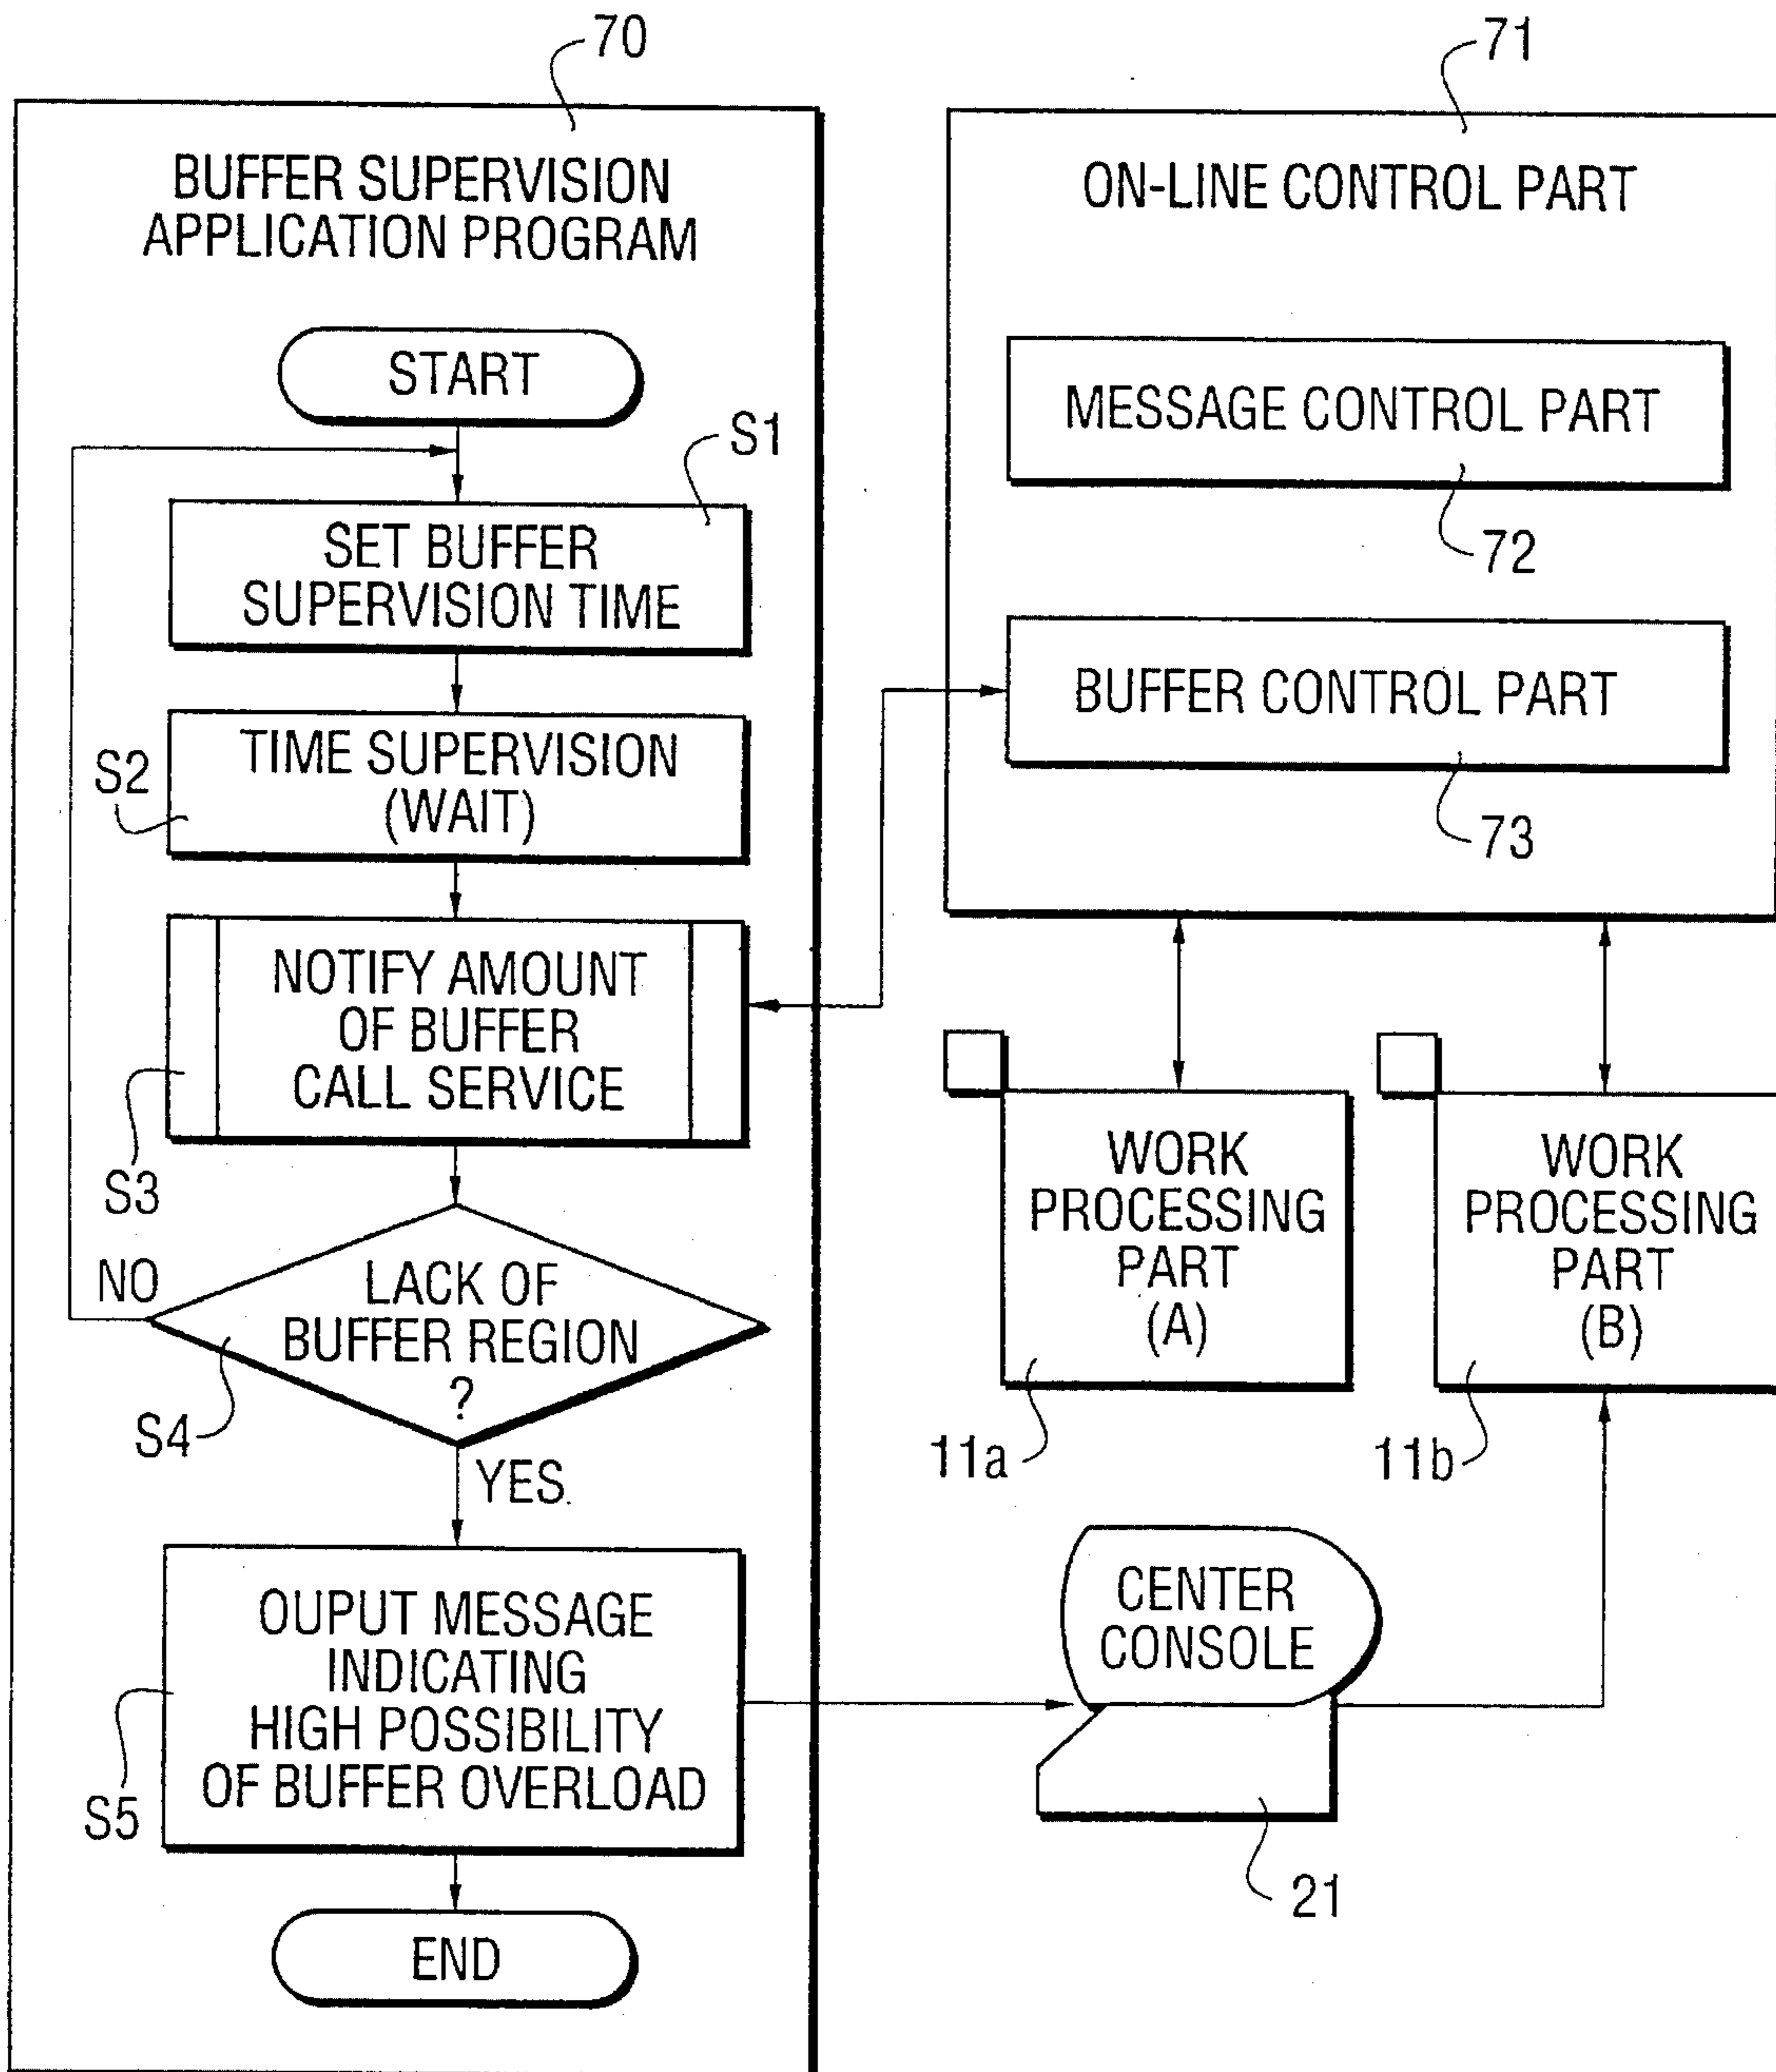 70
BUFFER SUPERVISION
APPLICATION PROGRAM
START
S1
SET BUFFER
SUPERVISION TIME
S2
TIME SUPERVISION
(WAIT)
NOTIFY AMOUNT
OF BUFFER
CALL SERVICE
S3
NO
LACK OF
BUFFER REGION
?
S4
YES.
OUPUT MESSAGE
INDICATING
HIGH POSSIBILITY
OF BUFFER OVERLOAD
S5
END
71
ON-LINE CONTROL PART
MESSAGE CONTROL PART
72
BUFFER CONTROL PART
73
WORK
PROCESSING
PART
(A)
11a
WORK
PROCESSING
PART
(B)
11b
CENTER
CONSOLE
21